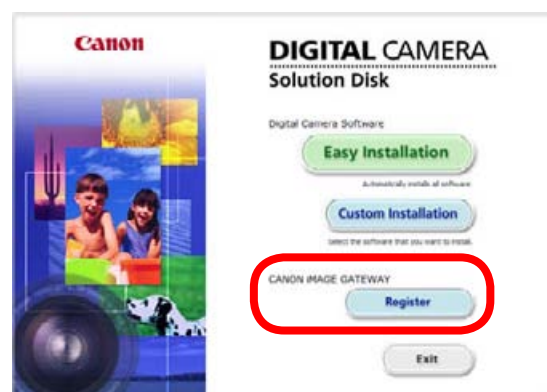 Canon
DIGITAL CAMERA
Solution Disk
Digital Camera Software
Easy Installation
Automatically installs all software.
Custom Installation
Select the software that you want to install.
CANON iMAGE GATEWAY
Register
Exit